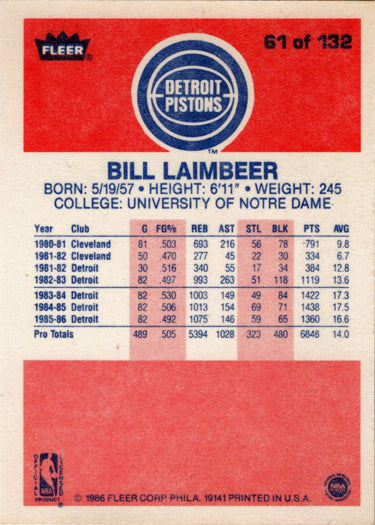 FLEER®
61 of 132
DETROIT
PISTONS
™
BILL LAIMBEER
BORN: 5/19/57 • HEIGHT: 6'11" • WEIGHT: 245
COLLEGE: UNIVERSITY OF NOTRE DAME
Year Club G FG% REB AST STL BLK PTS AVG
1980-81 Cleveland 81 .503 693 216 56 78 791 9.8
1981-82 Cleveland 50 .470 277 45 22 30 334 6.7
1981-82 Detroit 30 .516 340 55 17 34 384 12.8
1982-83 Detroit 82 .497 993 263 51 118 1119 13.6
1983-84 Detroit 82 .530 1003 149 49 84 1422 17.3
1984-85 Detroit 82 .506 1013 154 69 71 1438 17.5
1985-86 Detroit 82 .492 1075 146 59 65 1360 16.6
Pro Totals 489 .505 5394 1028 323 480 6848 14.0
OFFICIAL LICENSED
NBA
PRODUCT
NBA
© 1986 FLEER CORP PHILA. 19141 PRINTED IN U.S.A.